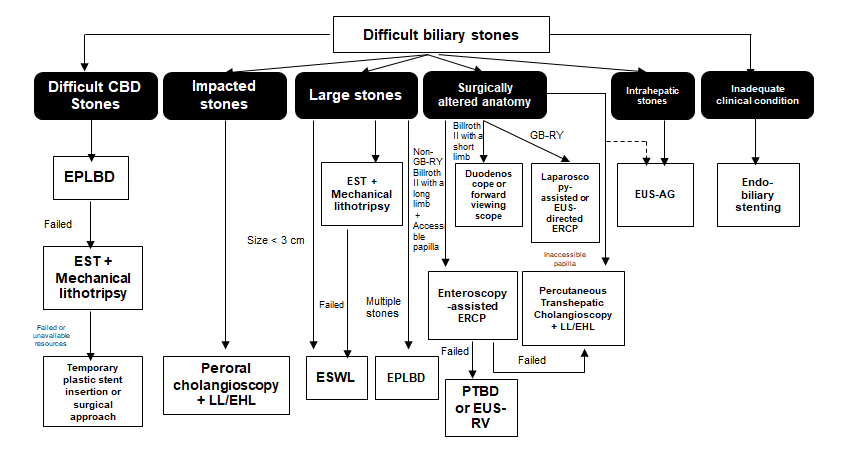 Difficult biliary stones
Difficult CBD
Stones
Impacted
stones
Large stones
Surgically
altered anatomy
Intrahepatic
stones
Inadequate
clinical condition
EPLBD
Failed
EST +
Mechanical
lithotripsy
Failed or
unavailable
resources
Temporary
plastic stent
insertion or
surgical
approach
Peroral
cholangioscopy
+ LL/EHL
Size < 3 cm
EST +
Mechanical
lithotripsy
Failed
ESWL
Multiple
stones
EPLBD
Non-
GB-RY
Billroth
II with a
long
limb
+
Accessi
ble
papilla
Billroth
II with a
short
limb
GB-RY
Duodenos
cope or
forward
viewing
scope
Laparosco
py-
assisted or
EUS-
directed
ERCP
Enteroscopy
-assisted
ERCP
Failed
PTBD
or EUS-
RV
Failed
Inaccessible
papilla
Percutaneous
Transhepatic
Cholangioscopy
+ LL/EHL
EUS-AG
Endo-
biliary
stenting